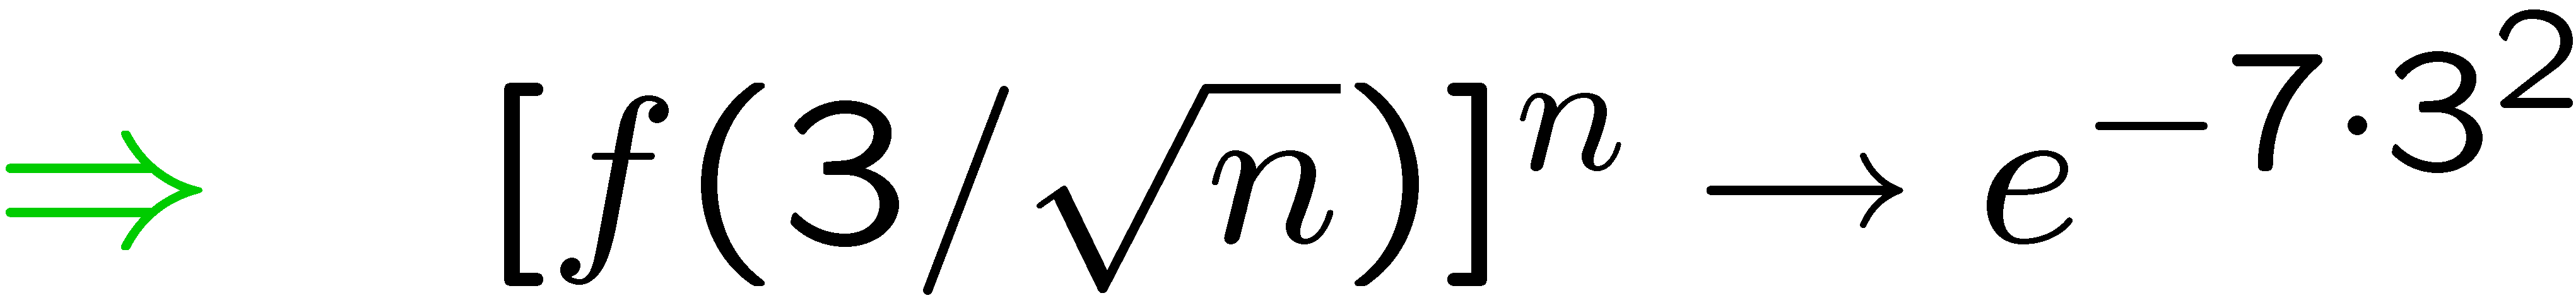 ⇒ [f(3/√n)]ⁿ → e^{−7·3²}